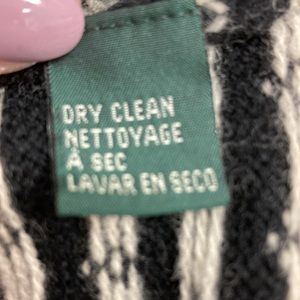 DRY CLEAN
NETTOYAGE
À SEC
LAVAR EN SECO